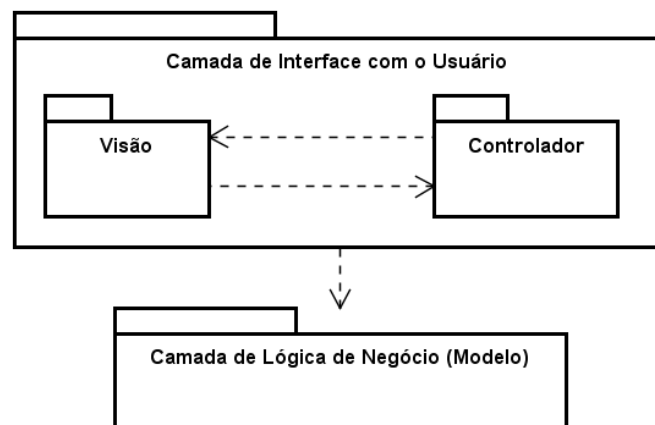 Camada de Interface com o Usuário
Visão
Controlador
Camada de Lógica de Negócio (Modelo)